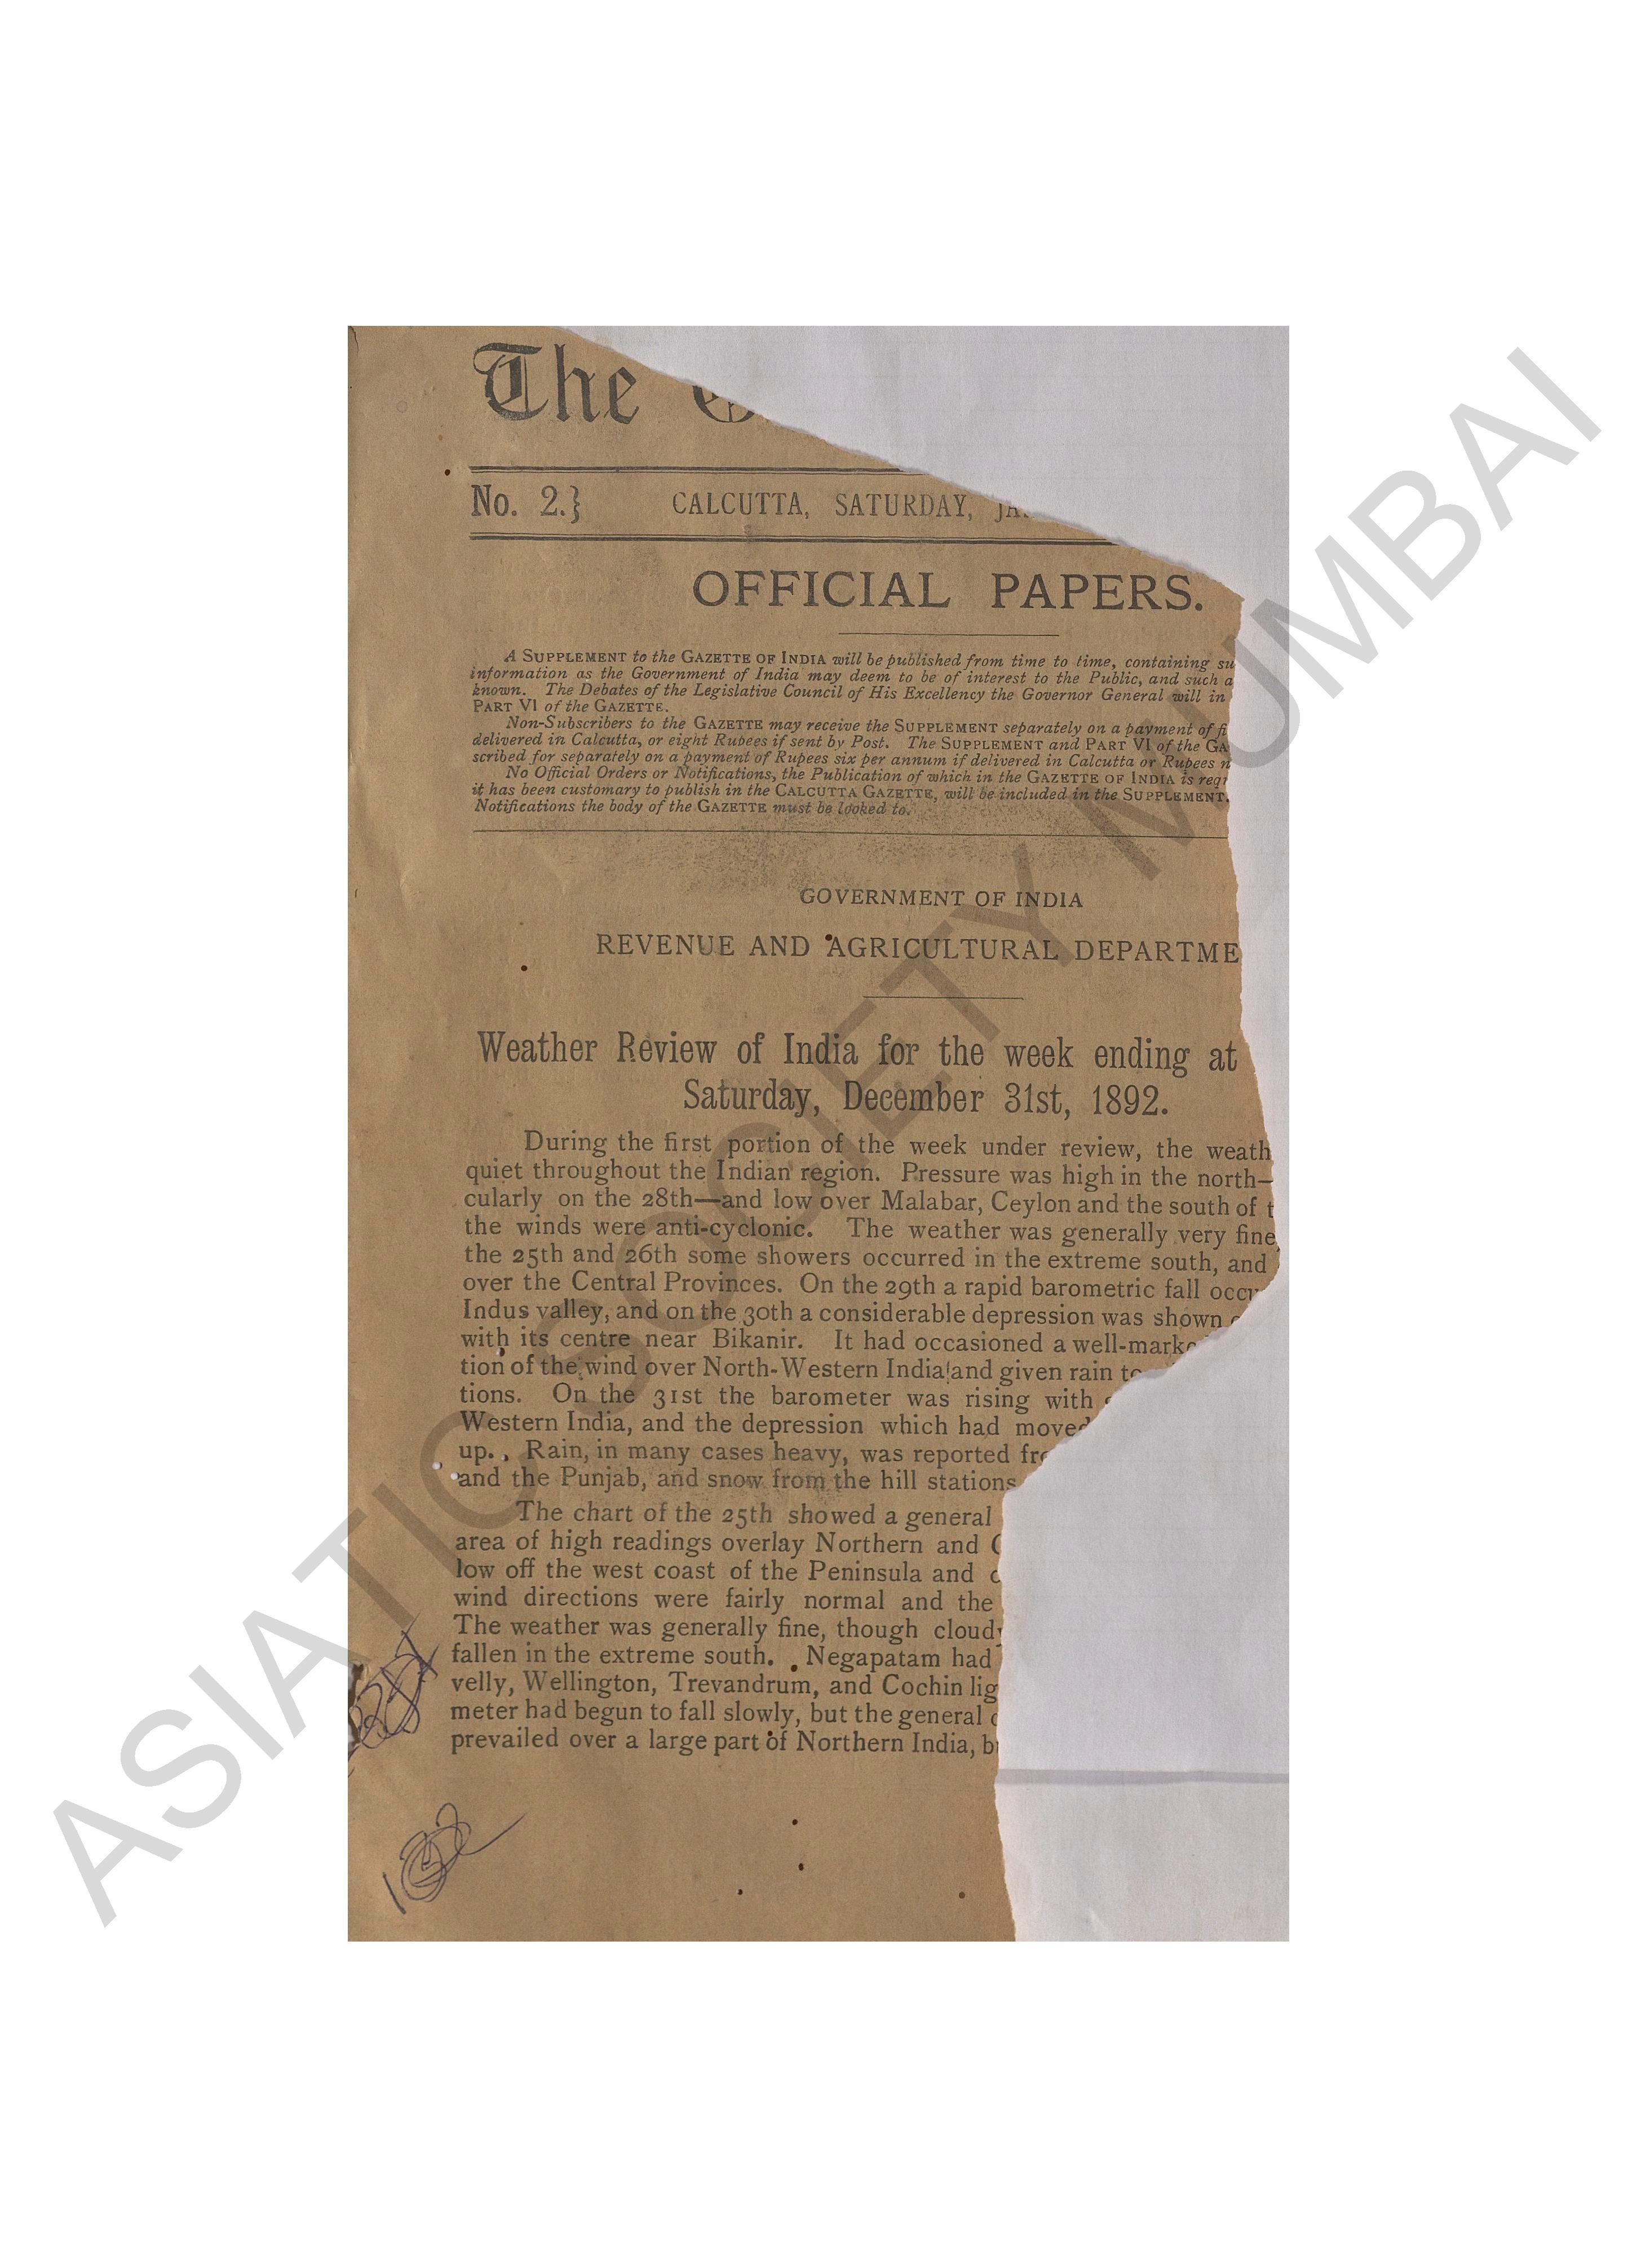 The
No. 2.}    CALCUTTA, SATURDAY,
OFFICIAL PAPERS.
A SUPPLEMENT to the GAZETTE OF INDIA will be published from time to time, containing
information as the Government of India may deem to be of interest to the Public, and such
known. The Debates of the Legislative Council of His Excellency the Governor General will in
PART VI of the GAZETTE.
Non-Subscribers to the GAZETTE may receive the SUPPLEMENT separately on a payment of
delivered in Calcutta, or eight Rupees if sent by Post. The SUPPLEMENT and PART VI of the
scribed for separately on a payment of Rupees six per annum if delivered in Calcutta or Rupees
No Official Orders or Notifications, the Publication of which in the GAZETTE OF INDIA is
it has been customary to publish in the CALCUTTA GAZETTE, will be included in the SUPPLEMENT.
Notifications the body of the GAZETTE must be looked to.
GOVERNMENT OF INDIA
REVENUE AND AGRICULTURAL DEPARTME
Weather Review of India for the week ending at
Saturday, December 31st, 1892.
During the first portion of the week under review, the weath
quiet throughout the Indian region. Pressure was high in the north—
cularly on the 28th—and low over Malabar, Ceylon and the south of t
the winds were anti-cyclonic. The weather was generally very fine
the 25th and 26th some showers occurred in the extreme south, and
over the Central Provinces. On the 29th a rapid barometric fall occu
Indus valley, and on the 30th a considerable depression was shown
with its centre near Bikanir. It had occasioned a well-marke
tion of the wind over North-Western India and given rain to
tions. On the 31st the barometer was rising with
Western India, and the depression which had moved
up. Rain, in many cases heavy, was reported fro
and the Punjab, and snow from the hill stations
The chart of the 25th showed a general
area of high readings overlay Northern and
low off the west coast of the Peninsula and
wind directions were fairly normal and the
The weather was generally fine, though cloudy
fallen in the extreme south. Negapatam had
velly, Wellington, Trevandrum, and Cochin lig
meter had begun to fall slowly, but the general
prevailed over a large part of Northern India, b
ASIATIC SOCIETY MUMBAI